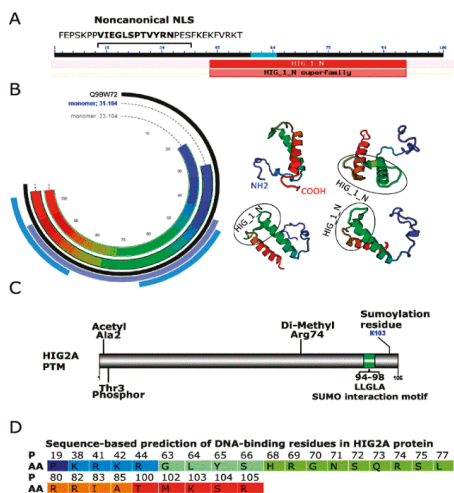 A
Noncanonical NLS
FEPSKPPVIEGLSPTVYRNPESFKEKFVRKT
1 100
HIG_1_N
HIG_1_N superfamily
B
Q9BW72
monomer; 31-104
monomer; 23-104
NH2
COOH
HIG_1_N
HIG_1_N
HIG_1_N
C
Acetyl
Ala2
Di-Methyl
Arg74
Sumoylation
residue
K103
HIG2A
PTM
Thr3
Phosphor
94-98
LLGLA
SUMO interaction motif
1 106
D
Sequence-based prediction of DNA-binding residues in HIG2A protein
P 19 38 41 42 44 63 64 65 66 68 69 70 71 72 73 74 75 77
AA P K R K R G L Y S H R G N S Q R S L
P 80 82 83 85 100 102 103 104 105
AA R R I A T M K S R